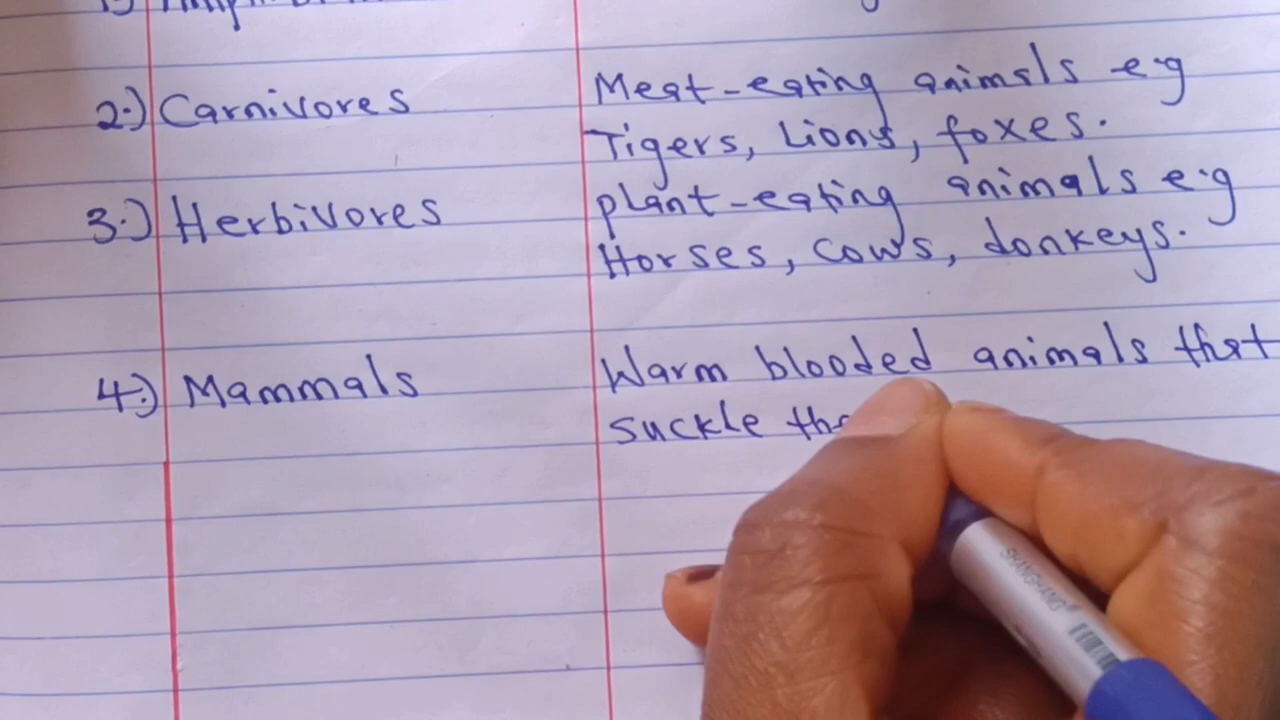 2.) Carnivores Meat-eating animals e.g
Tigers, Lions, foxes.
3.) Herbivores plant-eating animals e.g
Horses, Cows, donkeys.
4.) Mammals Warm blooded animals that
suckle the